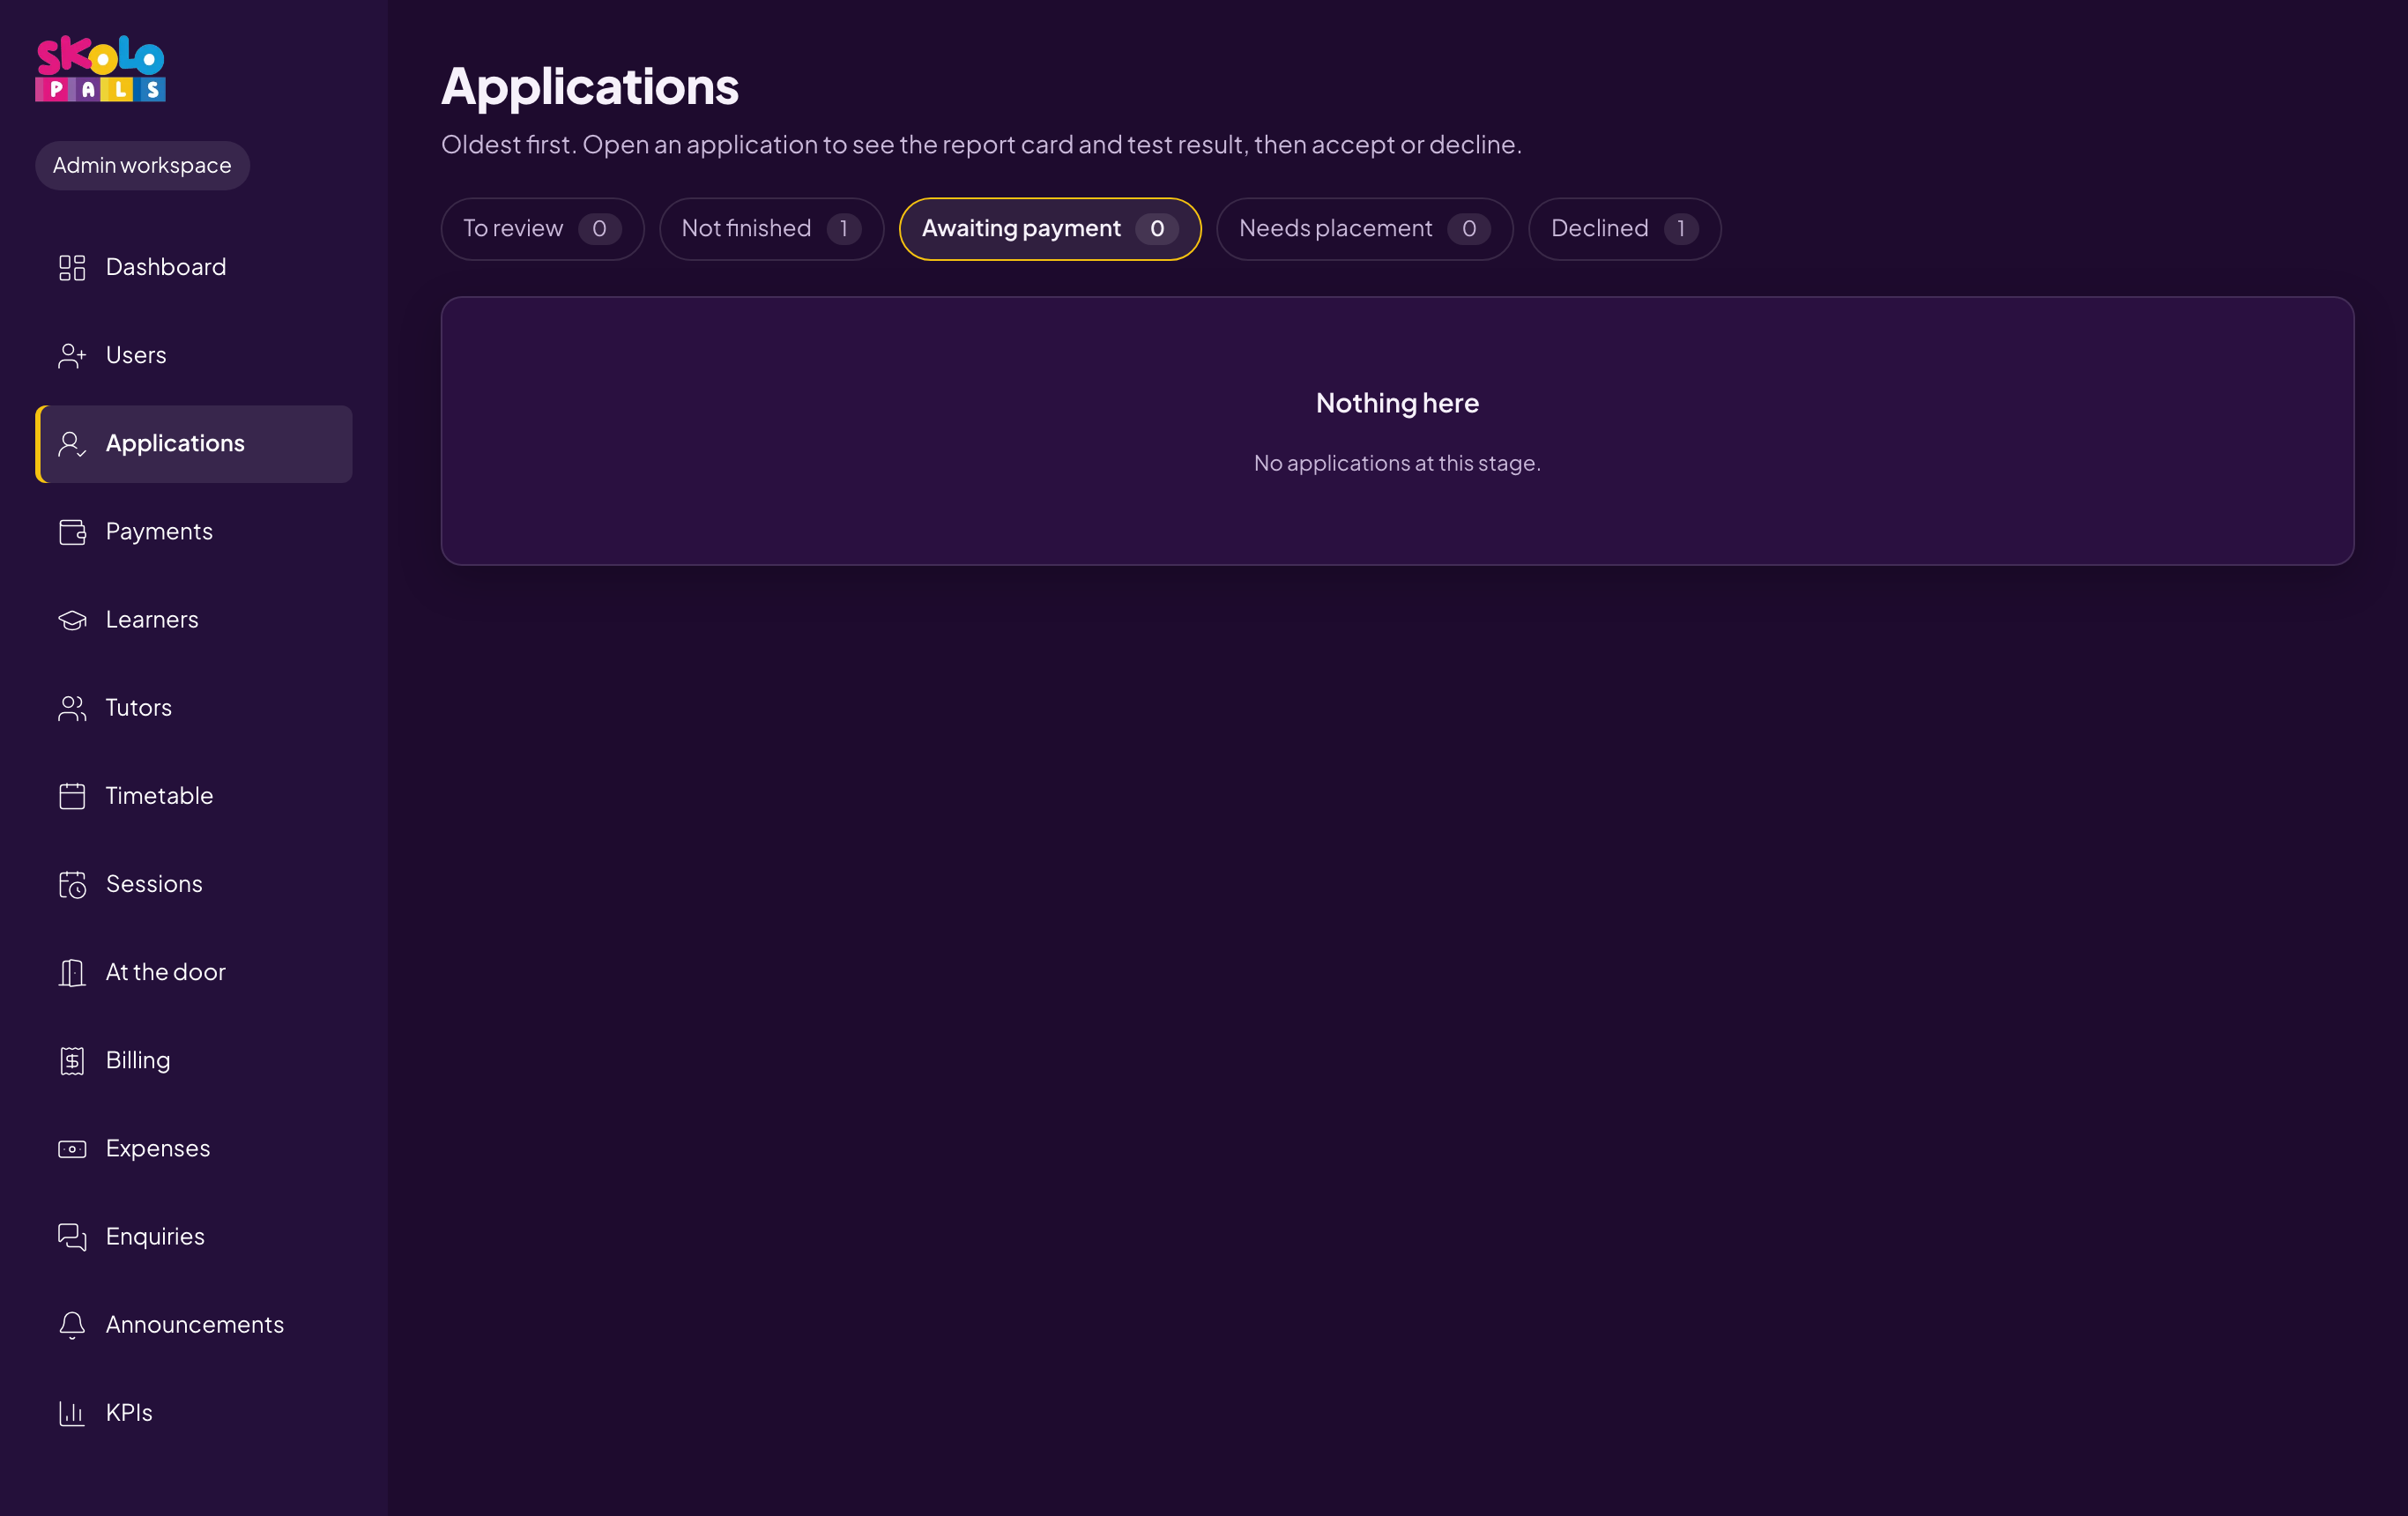 SKOLO
PALS
Admin workspace
Dashboard
Users
Applications
Payments
Learners
Tutors
Timetable
Sessions
At the door
Billing
Expenses
Enquiries
Announcements
KPIs
Applications
Oldest first. Open an application to see the report card and test result, then accept or decline.
To review 0 Not finished 1 Awaiting payment 0 Needs placement 0 Declined 1
Nothing here
No applications at this stage.